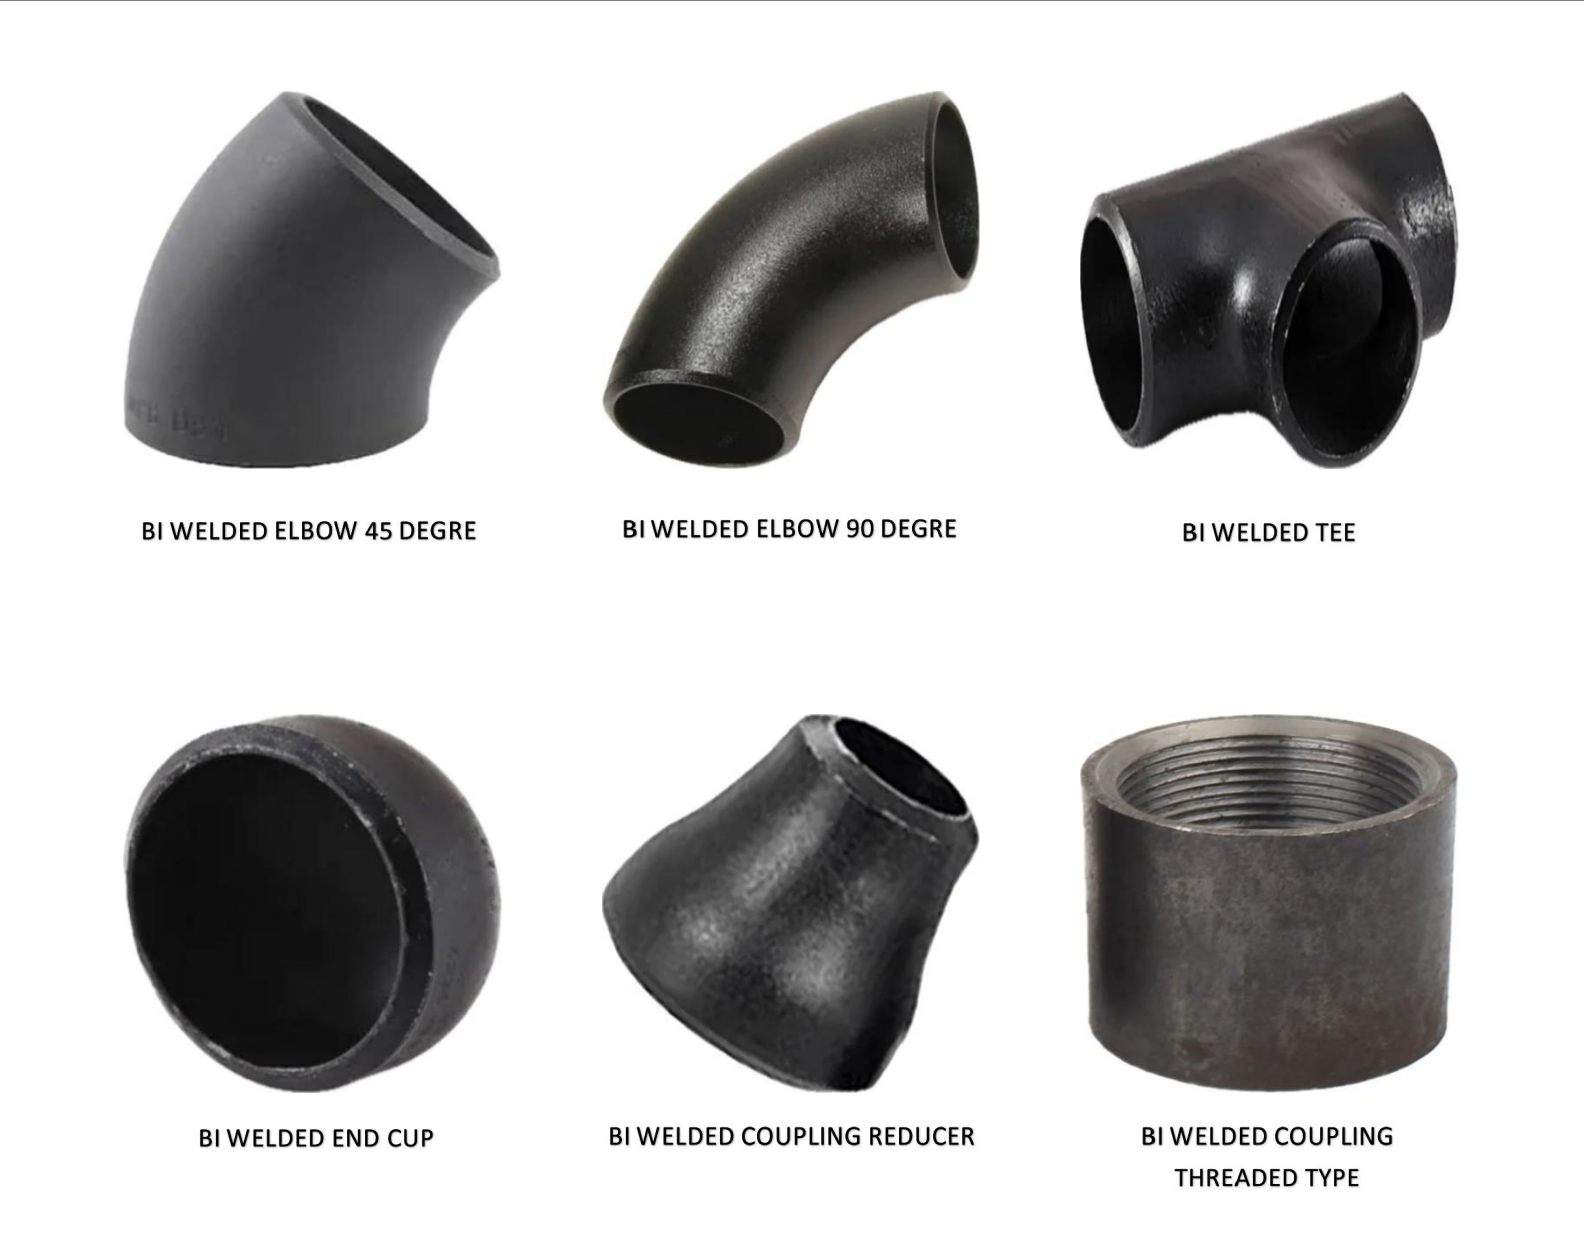 BI WELDED ELBOW 45 DEGRE
BI WELDED ELBOW 90 DEGRE
BI WELDED TEE
BI WELDED END CUP
BI WELDED COUPLING REDUCER
BI WELDED COUPLING
THREADED TYPE